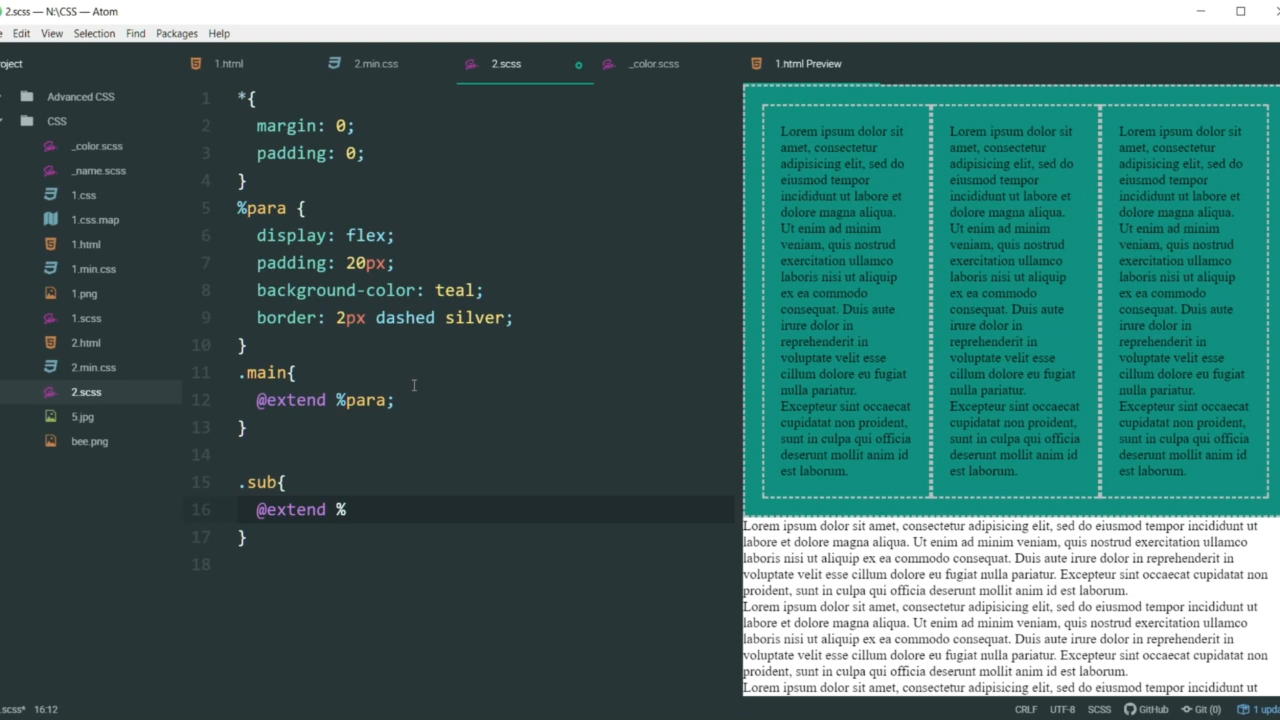 2.scss — N:\CSS — Atom
Edit View Selection Find Packages Help
roject
Advanced CSS
CSS
_color.scss
_name.scss
1.css
1.css.map
1.html
1.min.css
1.png
1.scss
2.html
2.min.css
2.scss
5.jpg
bee.png
1.html 2.min.css 2.scss _color.scss
1 *{
2 margin: 0;
3 padding: 0;
4 }
5 %para {
6 display: flex;
7 padding: 20px;
8 background-color: teal;
9 border: 2px dashed silver;
10 }
11 .main{
12 @extend %para;
13 }
14
15 .sub{
16 @extend %
17 }
18
1.html Preview
Lorem ipsum dolor sit
amet, consectetur
adipisicing elit, sed do
eiusmod tempor
incididunt ut labore et
dolore magna aliqua.
Ut enim ad minim
veniam, quis nostrud
exercitation ullamco
laboris nisi ut aliquip
ex ea commodo
consequat. Duis aute
irure dolor in
reprehenderit in
voluptate velit esse
cillum dolore eu fugiat
nulla pariatur.
Excepteur sint occaecat
cupidatat non proident,
sunt in culpa qui officia
deserunt mollit anim id
est laborum.
Lorem ipsum dolor sit
amet, consectetur
adipisicing elit, sed do
eiusmod tempor
incididunt ut labore et
dolore magna aliqua.
Ut enim ad minim
veniam, quis nostrud
exercitation ullamco
laboris nisi ut aliquip
ex ea commodo
consequat. Duis aute
irure dolor in
reprehenderit in
voluptate velit esse
cillum dolore eu fugiat
nulla pariatur.
Excepteur sint occaecat
cupidatat non proident,
sunt in culpa qui officia
deserunt mollit anim id
est laborum.
Lorem ipsum dolor sit
amet, consectetur
adipisicing elit, sed do
eiusmod tempor
incididunt ut labore et
dolore magna aliqua.
Ut enim ad minim
veniam, quis nostrud
exercitation ullamco
laboris nisi ut aliquip
ex ea commodo
consequat. Duis aute
irure dolor in
reprehenderit in
voluptate velit esse
cillum dolore eu fugiat
nulla pariatur.
Excepteur sint occaecat
cupidatat non proident,
sunt in culpa qui officia
deserunt mollit anim id
est laborum.
Lorem ipsum dolor sit amet, consectetur adipisicing elit, sed do eiusmod tempor incididunt ut
labore et dolore magna aliqua. Ut enim ad minim veniam, quis nostrud exercitation ullamco
laboris nisi ut aliquip ex ea commodo consequat. Duis aute irure dolor in reprehenderit in
voluptate velit esse cillum dolore eu fugiat nulla pariatur. Excepteur sint occaecat cupidatat non
proident, sunt in culpa qui officia deserunt mollit anim id est laborum.
Lorem ipsum dolor sit amet, consectetur adipisicing elit, sed do eiusmod tempor incididunt ut
labore et dolore magna aliqua. Ut enim ad minim veniam, quis nostrud exercitation ullamco
laboris nisi ut aliquip ex ea commodo consequat. Duis aute irure dolor in reprehenderit in
voluptate velit esse cillum dolore eu fugiat nulla pariatur. Excepteur sint occaecat cupidatat non
proident, sunt in culpa qui officia deserunt mollit anim id est laborum.
Lorem ipsum dolor sit amet, consectetur adipisicing elit, sed do eiusmod tempor incididunt ut
.scss* 16:12 CRLF UTF-8 SCSS GitHub Git (0) 1 upda